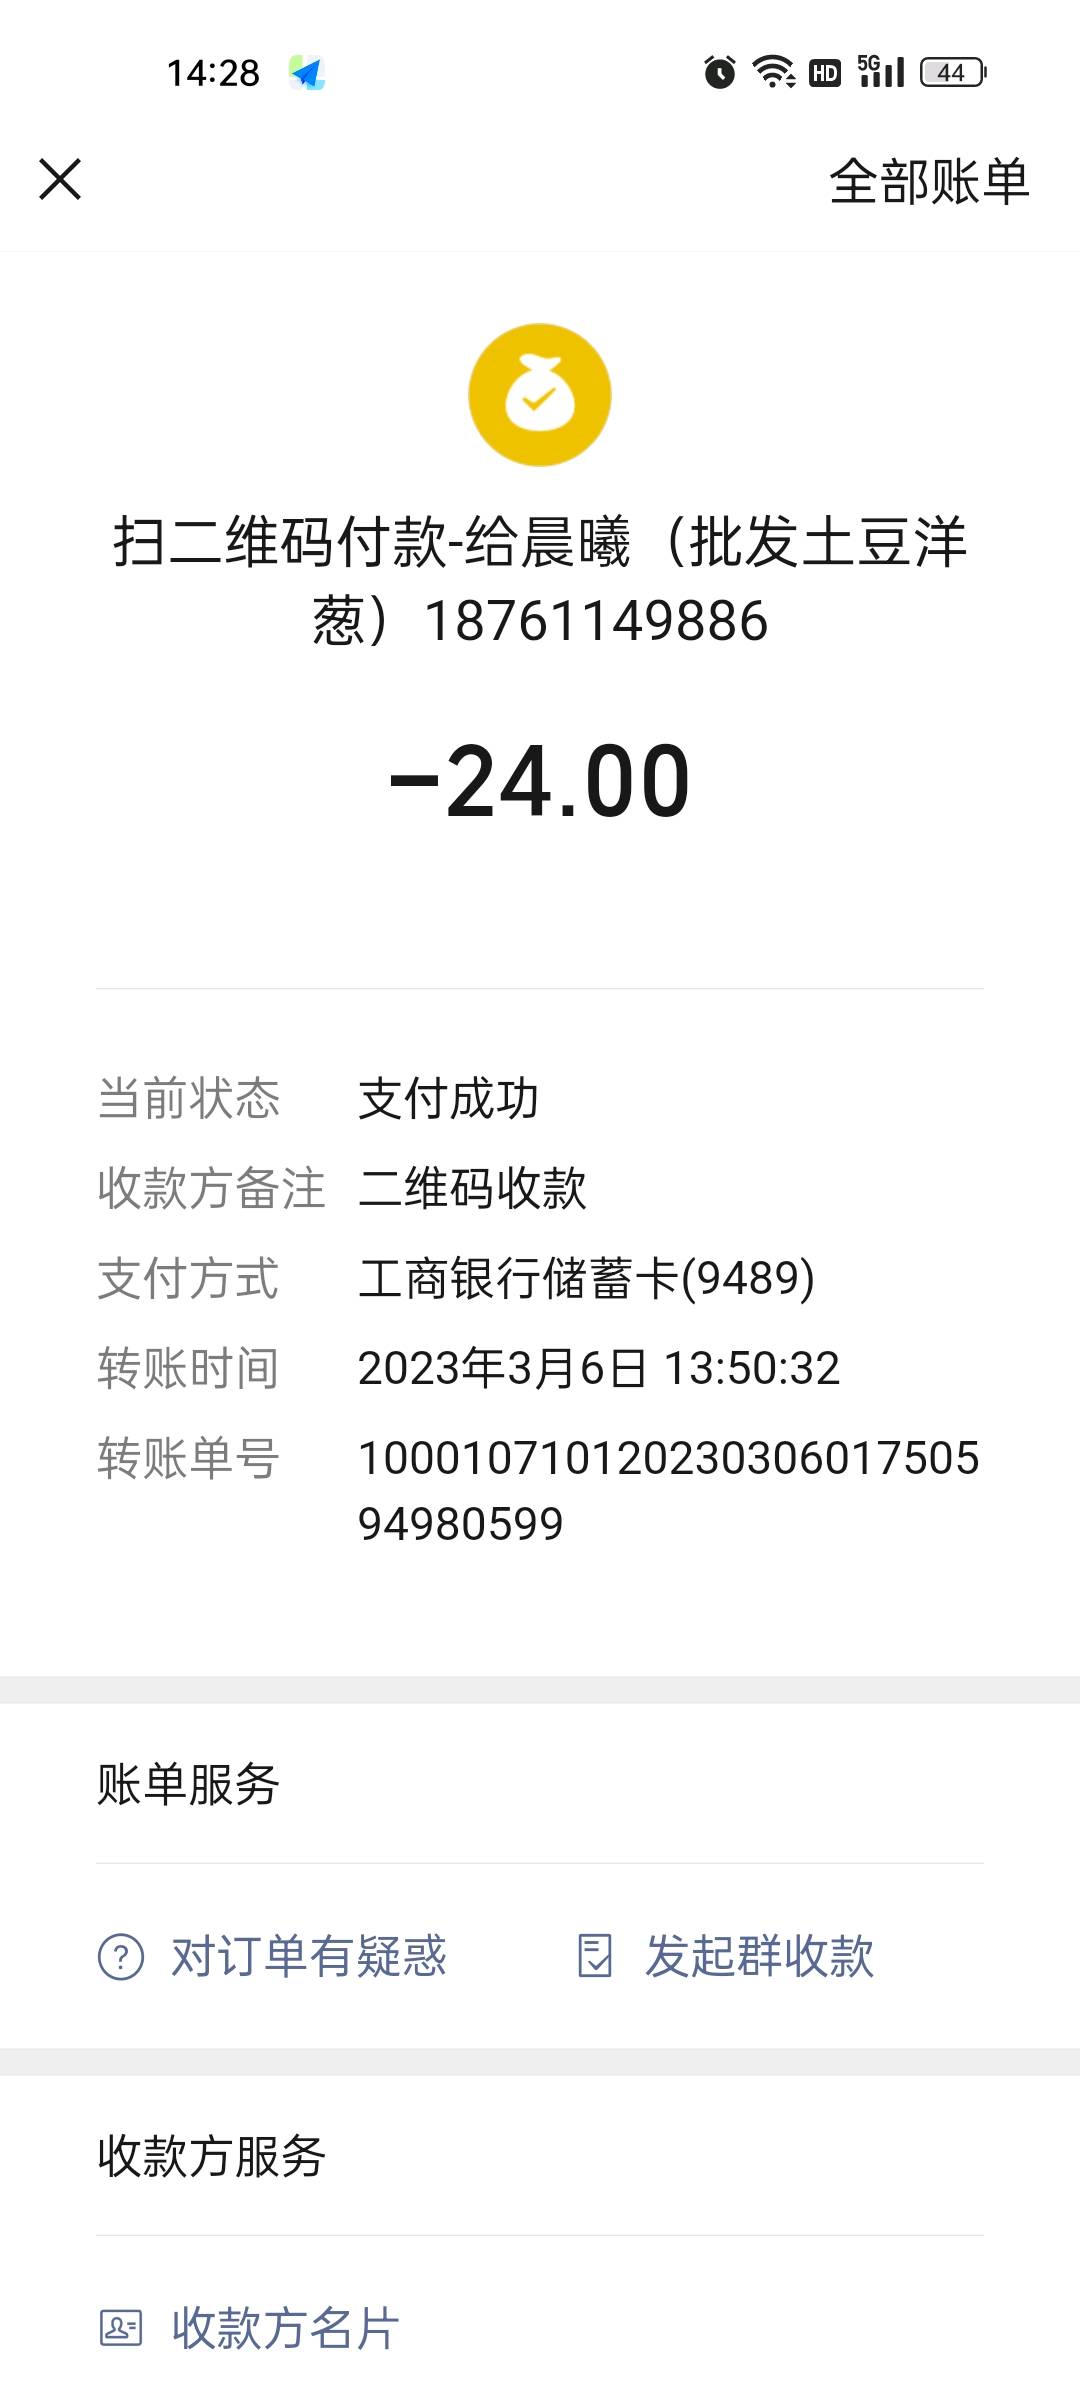 14:28
HD 5G 44
全部账单
扫二维码付款-给晨曦（批发土豆洋
葱）18761149886
-24.00
当前状态 支付成功
收款方备注 二维码收款
支付方式 工商银行储蓄卡(9489)
转账时间 2023年3月6日 13:50:32
转账单号 100010710120230306017505
94980599
账单服务
对订单有疑惑 发起群收款
收款方服务
收款方名片